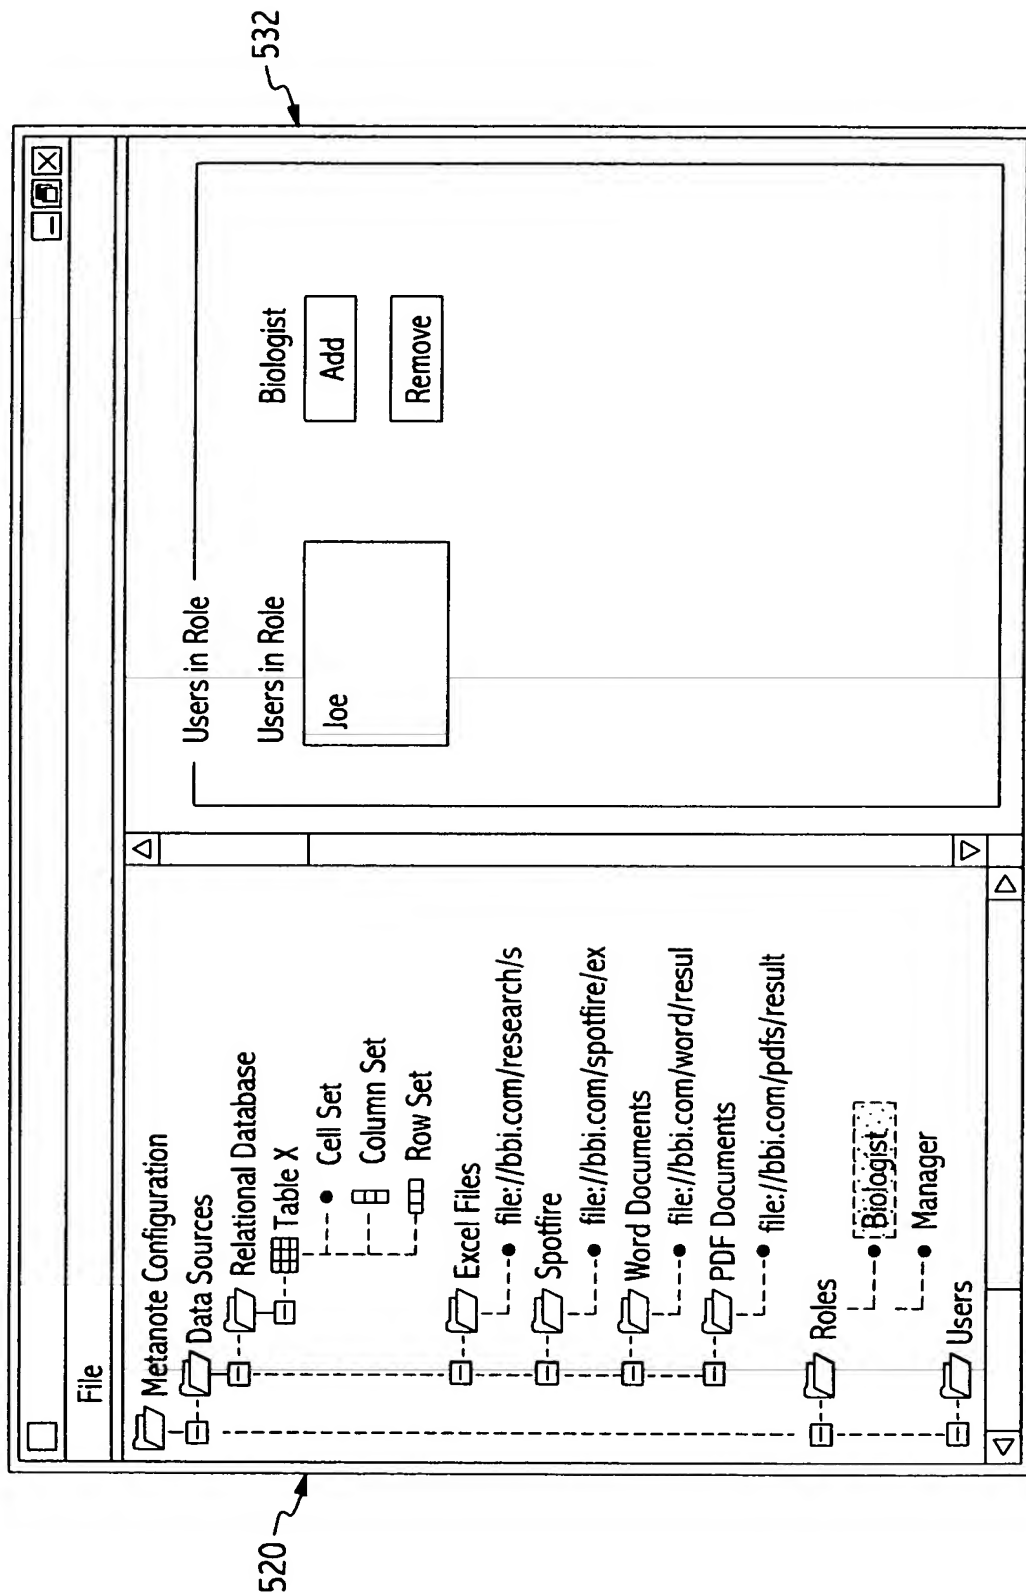 File
Metanote Configuration
Data Sources
Relational Database
Table X
Cell Set
Column Set
Row Set
Excel Files
file://bbi.com/research/s
Spotfire
file://bbi.com/spotfire/ex
Word Documents
file://bbi.com/word/resul
PDF Documents
file://bbi.com/pdfs/result
Roles
Biologist
Manager
Users
Users in Role
Users in Role
Biologist
Joe
Add
Remove
520
532